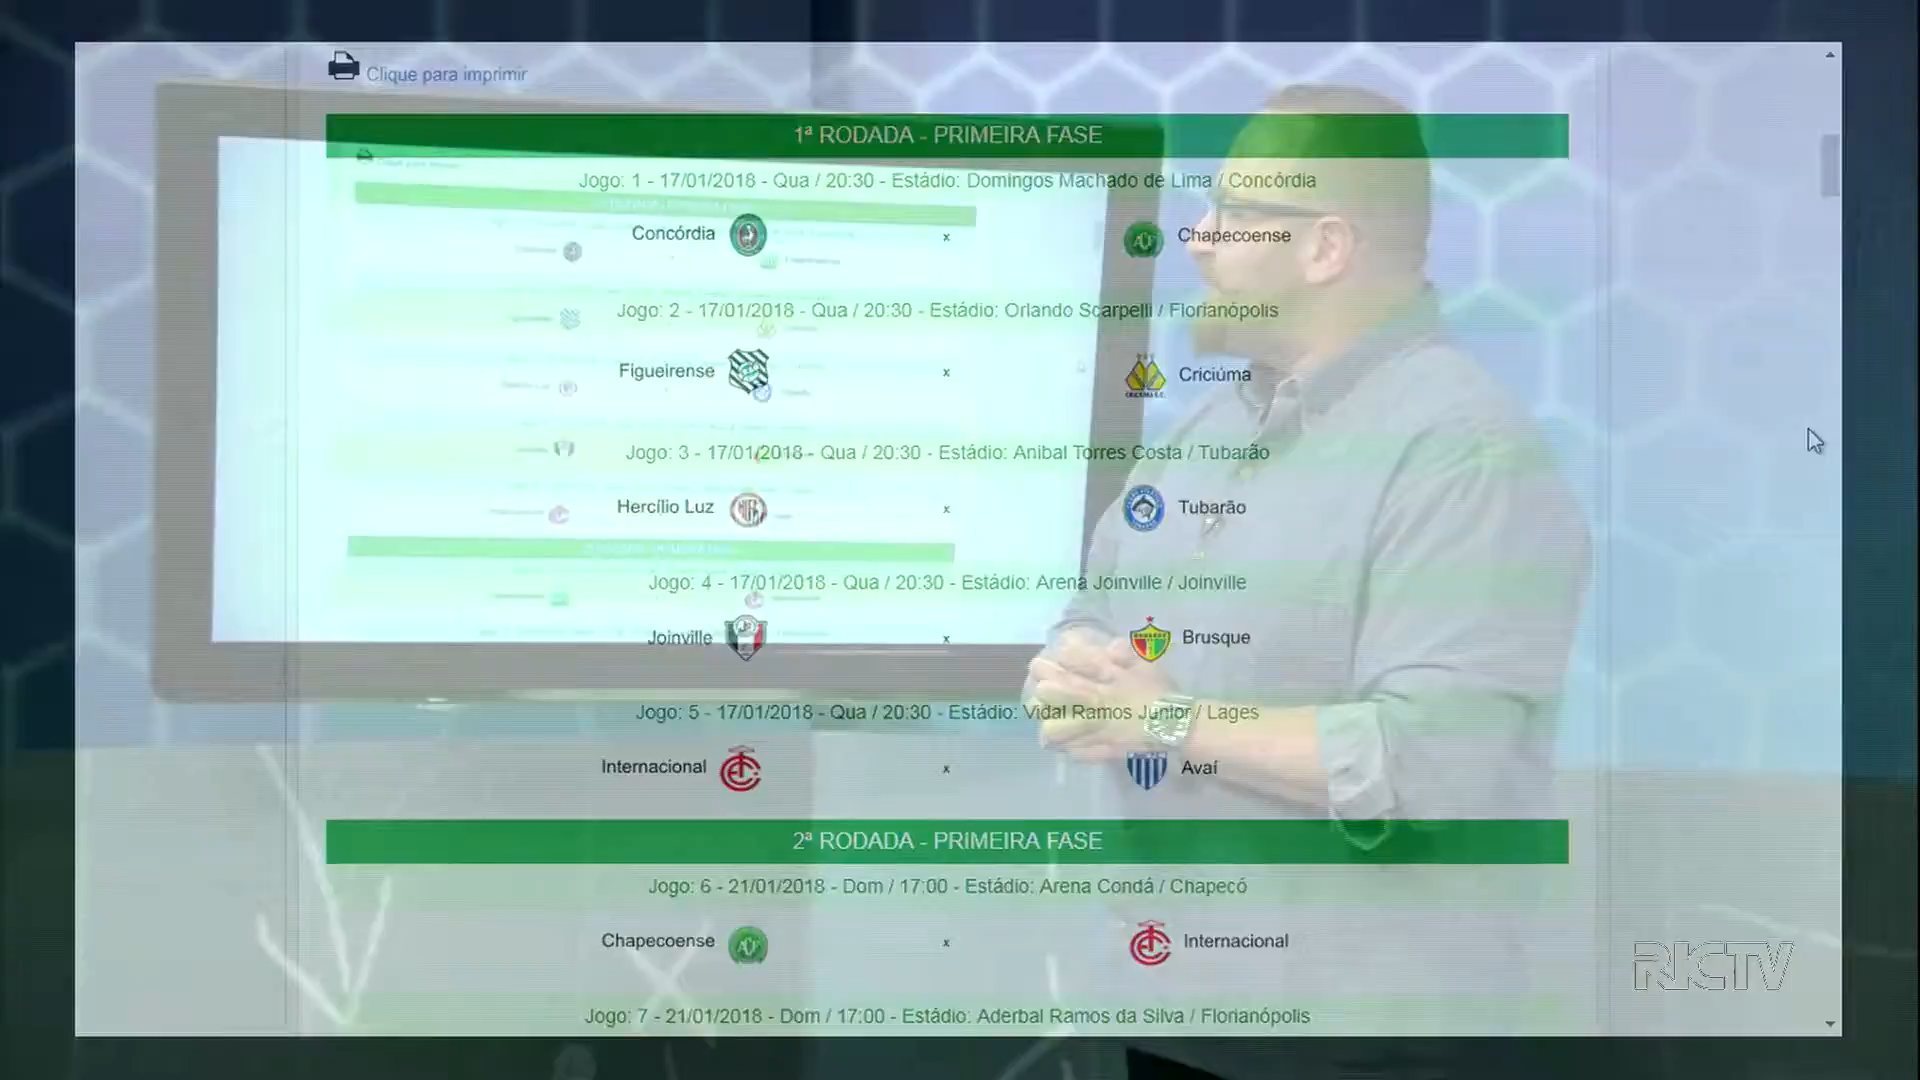 Clique para imprimir
1ª RODADA - PRIMEIRA FASE
Jogo: 1 - 17/01/2018 - Qua / 20:30 - Estádio: Domingos Machado de Lima / Concórdia
Concórdia x Chapecoense
Jogo: 2 - 17/01/2018 - Qua / 20:30 - Estádio: Orlando Scarpelli / Florianópolis
Figueirense x Criciúma
Jogo: 3 - 17/01/2018 - Qua / 20:30 - Estádio: Anibal Torres Costa / Tubarão
Hercílio Luz x Tubarão
Jogo: 4 - 17/01/2018 - Qua / 20:30 - Estádio: Arena Joinville / Joinville
Joinville x Brusque
Jogo: 5 - 17/01/2018 - Qua / 20:30 - Estádio: Vidal Ramos Junior / Lages
Internacional x Avaí
2ª RODADA - PRIMEIRA FASE
Jogo: 6 - 21/01/2018 - Dom / 17:00 - Estádio: Arena Condá / Chapecó
Chapecoense x Internacional
RICTV
Jogo: 7 - 21/01/2018 - Dom / 17:00 - Estádio: Aderbal Ramos da Silva / Florianópolis